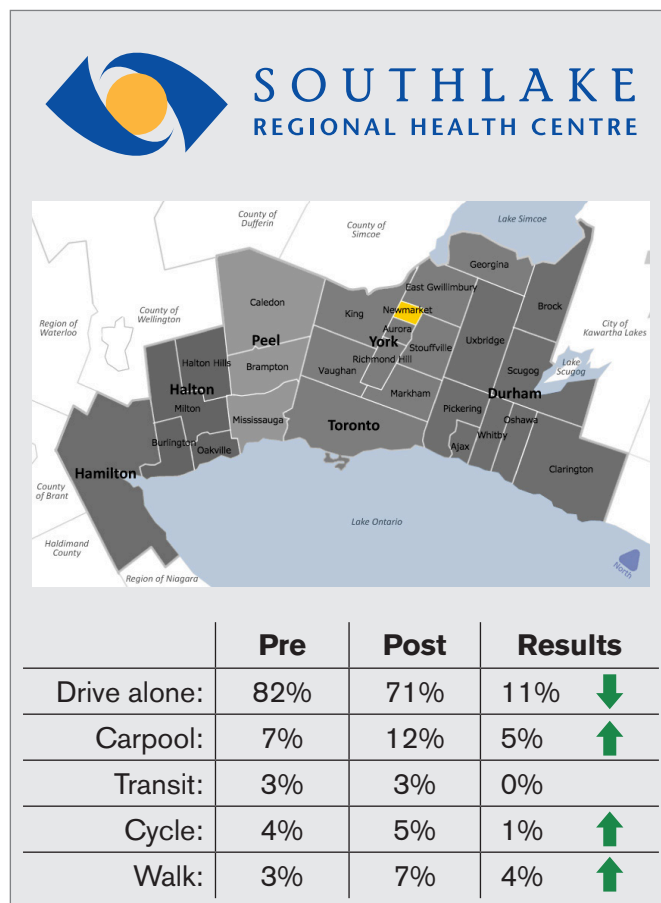 SOUTHLAKE
REGIONAL HEALTH CENTRE
County of
Dufferin
County of
Simcoe
Lake Simcoe
Georgina
East Gwillimbury
Caledon
County of
Wellington
King
Newmarket
Brock
Region of
Waterloo
Aurora
City of
Kawartha Lakes
Peel
York
Stouffville
Uxbridge
Richmond Hill
Halton Hills
Brampton
Vaughan
Scugog
Lake
Scugog
Halton
Markham
Durham
Milton
Mississauga
Toronto
Pickering
Oshawa
Whitby
Burlington
Oakville
Ajax
Clarington
Hamilton
County
of Brant
Lake Ontario
Haldimand
County
Region of Niagara
North
Pre Post Results
Drive alone: 82% 71% 11%
Carpool: 7% 12% 5%
Transit: 3% 3% 0%
Cycle: 4% 5% 1%
Walk: 3% 7% 4%